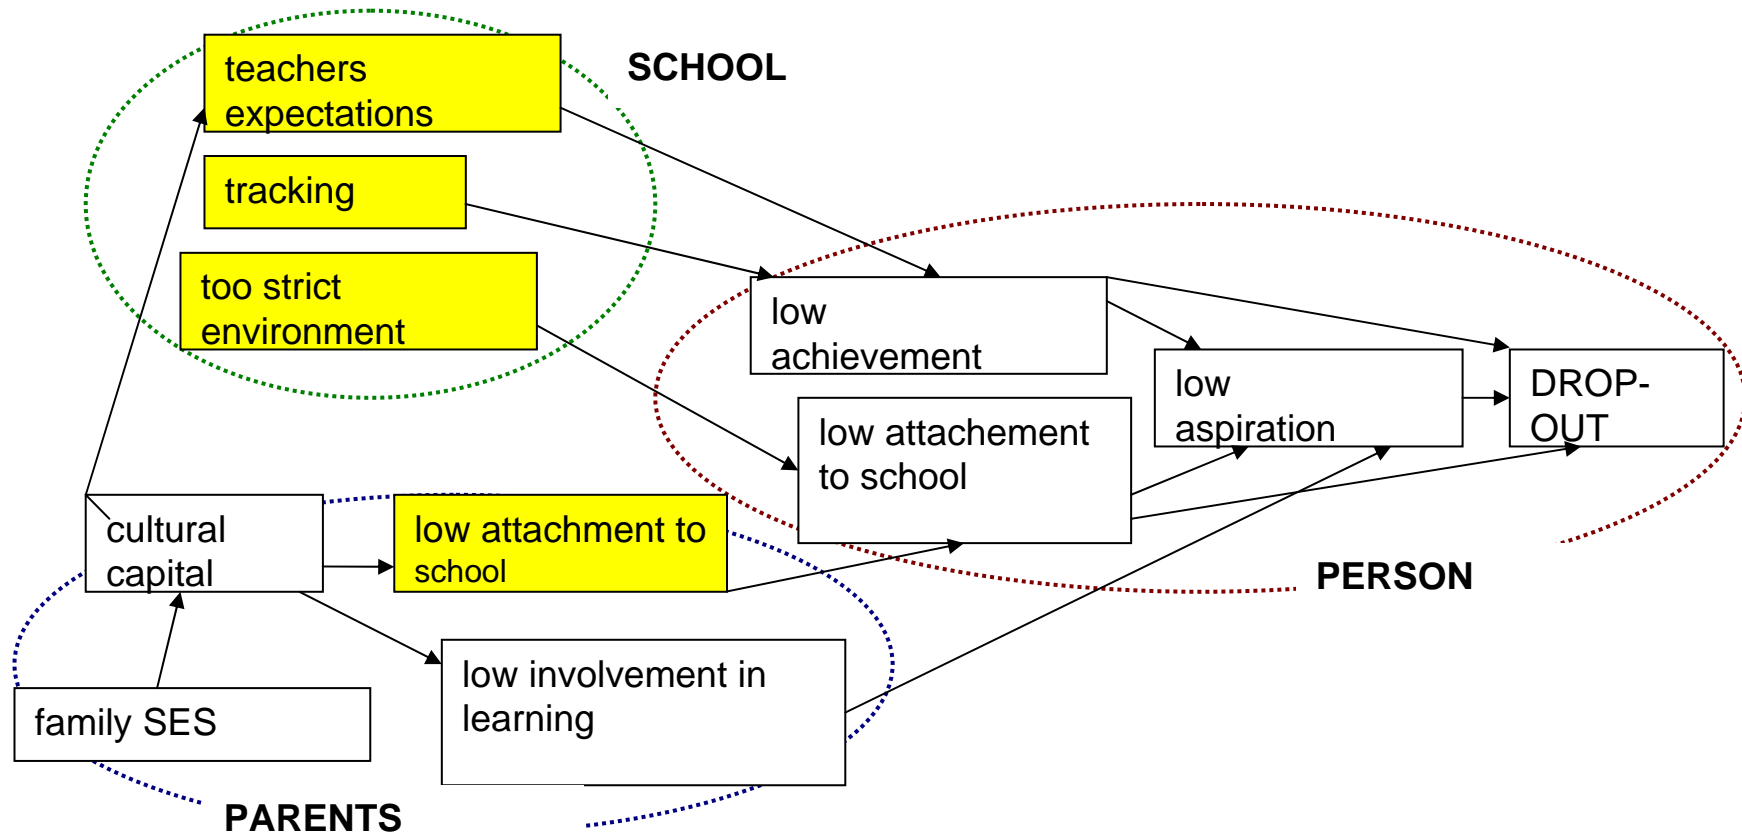 teachers
expectations
SCHOOL
tracking
too strict
environment
low
achievement
low
aspiration
DROP-
OUT
low attachement
to school
PERSON
cultural
capital
low attachment to
school
low involvement in
learning
family SES
PARENTS